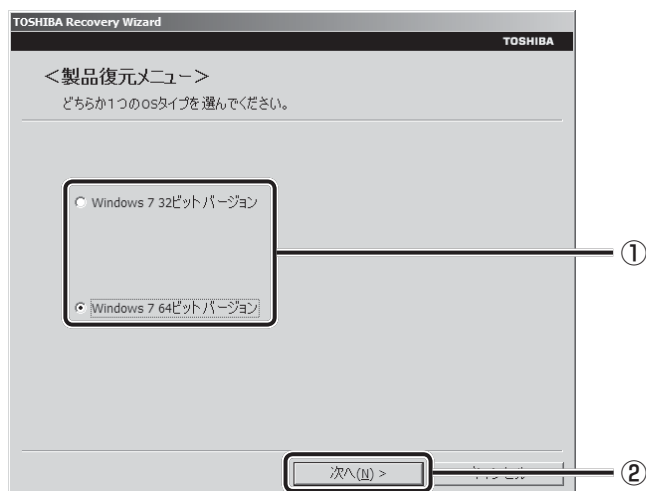 TOSHIBA Recovery Wizard
TOSHIBA
<製品復元メニュー>
どちらか1つのOSタイプを選んでください。
Windows 7 32ビットバージョン
①
Windows 7 64ビットバージョン
次へ(N) >
②